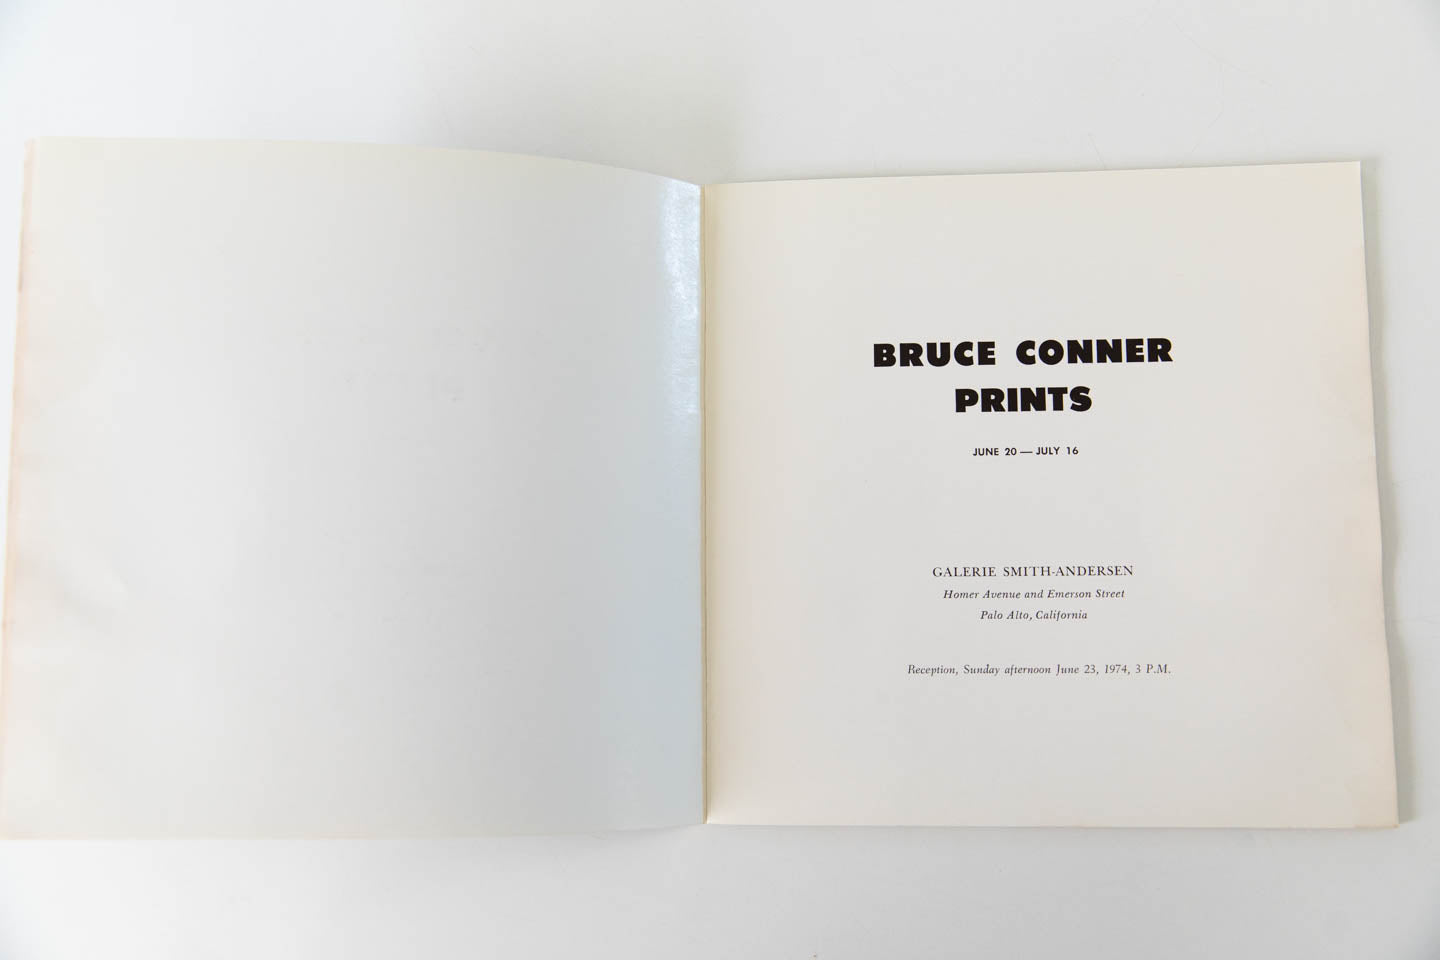 BRUCE CONNER
PRINTS
JUNE 20 — JULY 16
GALERIE SMITH-ANDERSEN
Homer Avenue and Emerson Street
Palo Alto, California
Reception, Sunday afternoon June 23, 1974, 3 P.M.